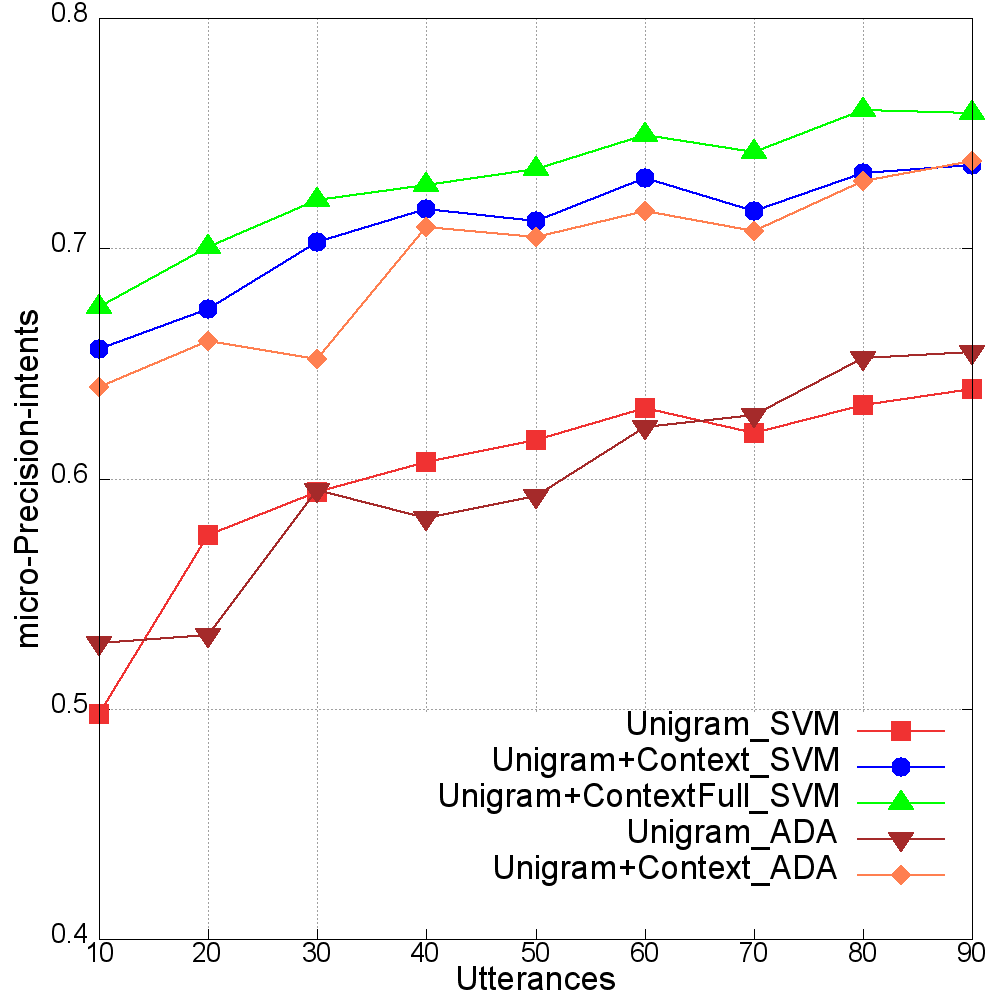 0.8
0.7
0.6
0.5
0.4
micro-Precision-intents
Unigram_SVM
Unigram+Context_SVM
Unigram+ContextFull_SVM
Unigram_ADA
Unigram+Context_ADA
10 20 30 40 50 60 70 80 90
Utterances